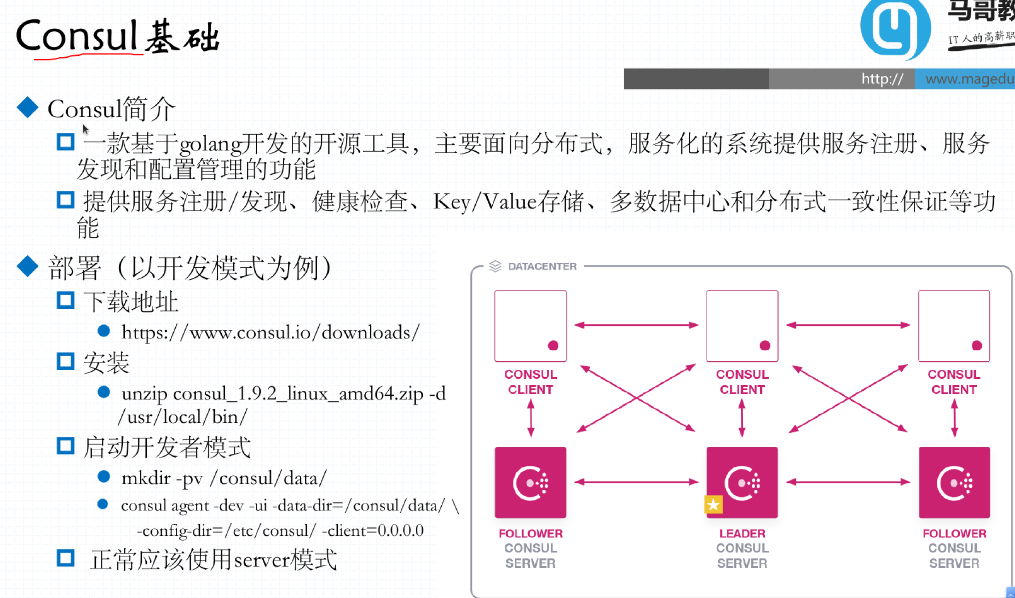 Consul基础
马哥教
IT人的高薪职
http://
www.magedu
Consul简介
一款基于golang开发的开源工具，主要面向分布式，服务化的系统提供服务注册、服务
发现和配置管理的功能
提供服务注册/发现、健康检查、Key/Value存储、多数据中心和分布式一致性保证等功
能
部署（以开发模式为例）
下载地址
https://www.consul.io/downloads/
安装
unzip consul_1.9.2_linux_amd64.zip -d
/usr/local/bin/
启动开发者模式
mkdir -pv /consul/data/
consul agent -dev -ui -data-dir=/consul/data/ \
-config-dir=/etc/consul/ -client=0.0.0.0
正常应该使用server模式
DATACENTER
CONSUL
CLIENT
CONSUL
CLIENT
CONSUL
CLIENT
FOLLOWER
CONSUL
SERVER
LEADER
CONSUL
SERVER
FOLLOWER
CONSUL
SERVER